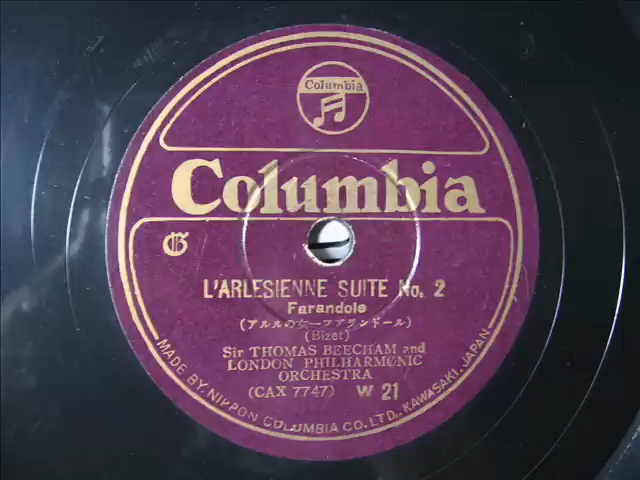 Columbia
Columbia
G
L'ARLESIENNE SUITE No. 2
Farandole
(アルルの女ーファランドール)
(Bizet)
Sir THOMAS BEECHAM and
LONDON PHILHARMONIC
ORCHESTRA
(CAX 7747) W 21
MADE BY NIPPON COLUMBIA CO. LTD., KAWASAKI, JAPAN